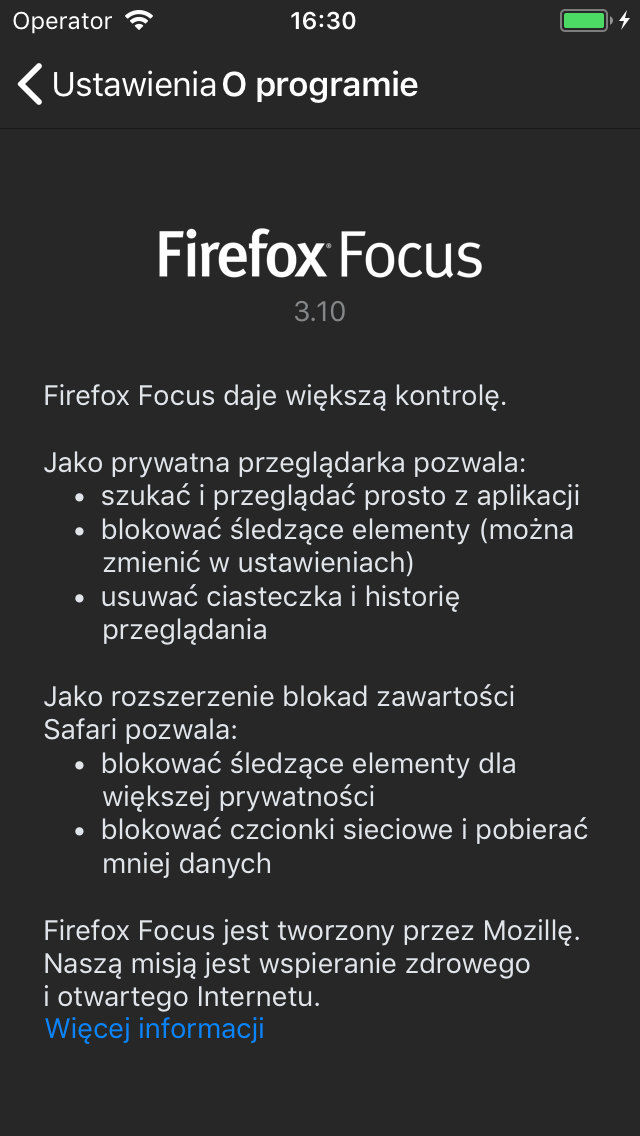 Operator 16:30
Ustawienia O programie
Firefox Focus
3.10
Firefox Focus daje większą kontrolę.
Jako prywatna przeglądarka pozwala:
• szukać i przeglądać prosto z aplikacji
• blokować śledzące elementy (można
zmienić w ustawieniach)
• usuwać ciasteczka i historię
przeglądania
Jako rozszerzenie blokad zawartości
Safari pozwala:
• blokować śledzące elementy dla
większej prywatności
• blokować czcionki sieciowe i pobierać
mniej danych
Firefox Focus jest tworzony przez Mozillę.
Naszą misją jest wspieranie zdrowego
i otwartego Internetu.
Więcej informacji